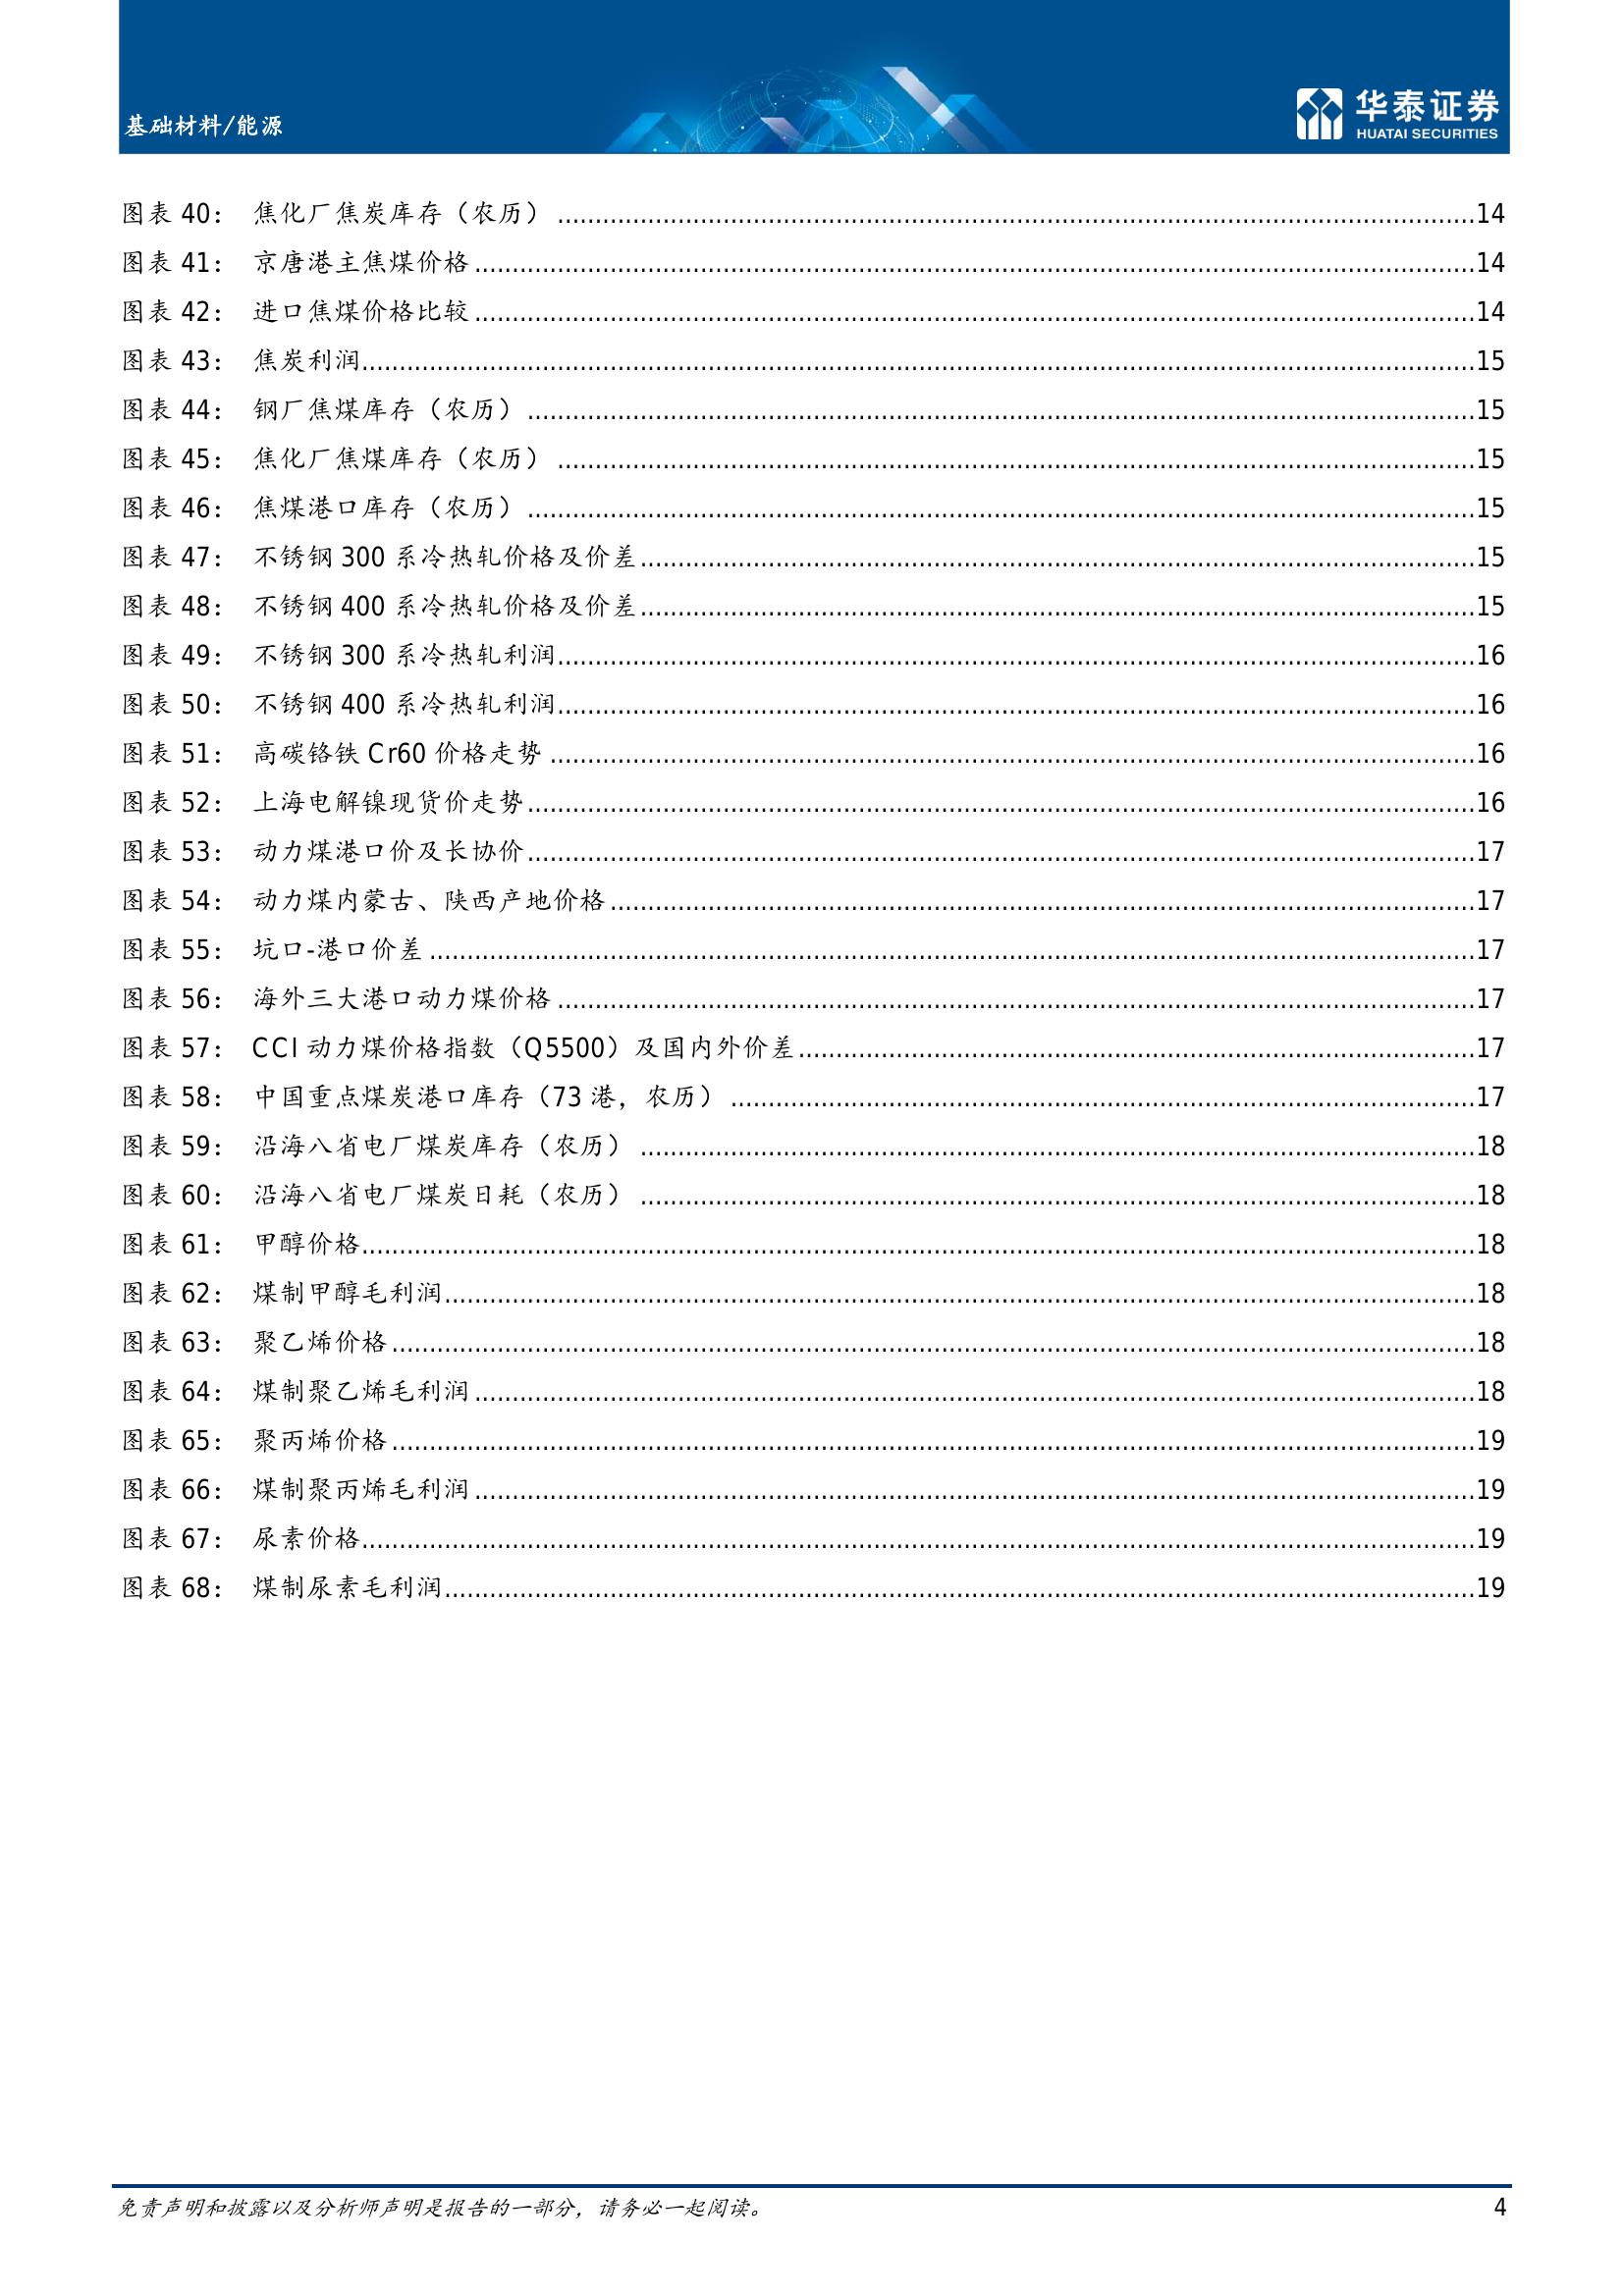 基础材料/能源
华泰证券
HUATAI SECURITIES
图表 40： 焦化厂焦炭库存（农历）..........14
图表 41： 京唐港主焦煤价格..........14
图表 42： 进口焦煤价格比较..........14
图表 43： 焦炭利润..........15
图表 44： 钢厂焦煤库存（农历）..........15
图表 45： 焦化厂焦煤库存（农历）..........15
图表 46： 焦煤港口库存（农历）..........15
图表 47： 不锈钢 300 系冷热轧价格及价差..........15
图表 48： 不锈钢 400 系冷热轧价格及价差..........15
图表 49： 不锈钢 300 系冷热轧利润..........16
图表 50： 不锈钢 400 系冷热轧利润..........16
图表 51： 高碳铬铁 Cr60 价格走势..........16
图表 52： 上海电解镍现货价走势..........16
图表 53： 动力煤港口价及长协价..........17
图表 54： 动力煤内蒙古、陕西产地价格..........17
图表 55： 坑口-港口价差..........17
图表 56： 海外三大港口动力煤价格..........17
图表 57： CCI 动力煤价格指数（Q5500）及国内外价差..........17
图表 58： 中国重点煤炭港口库存（73 港，农历）..........17
图表 59： 沿海八省电厂煤炭库存（农历）..........18
图表 60： 沿海八省电厂煤炭日耗（农历）..........18
图表 61： 甲醇价格..........18
图表 62： 煤制甲醇毛利润..........18
图表 63： 聚乙烯价格..........18
图表 64： 煤制聚乙烯毛利润..........18
图表 65： 聚丙烯价格..........19
图表 66： 煤制聚丙烯毛利润..........19
图表 67： 尿素价格..........19
图表 68： 煤制尿素毛利润..........19
免责声明和披露以及分析师声明是报告的一部分，请务必一起阅读。
4